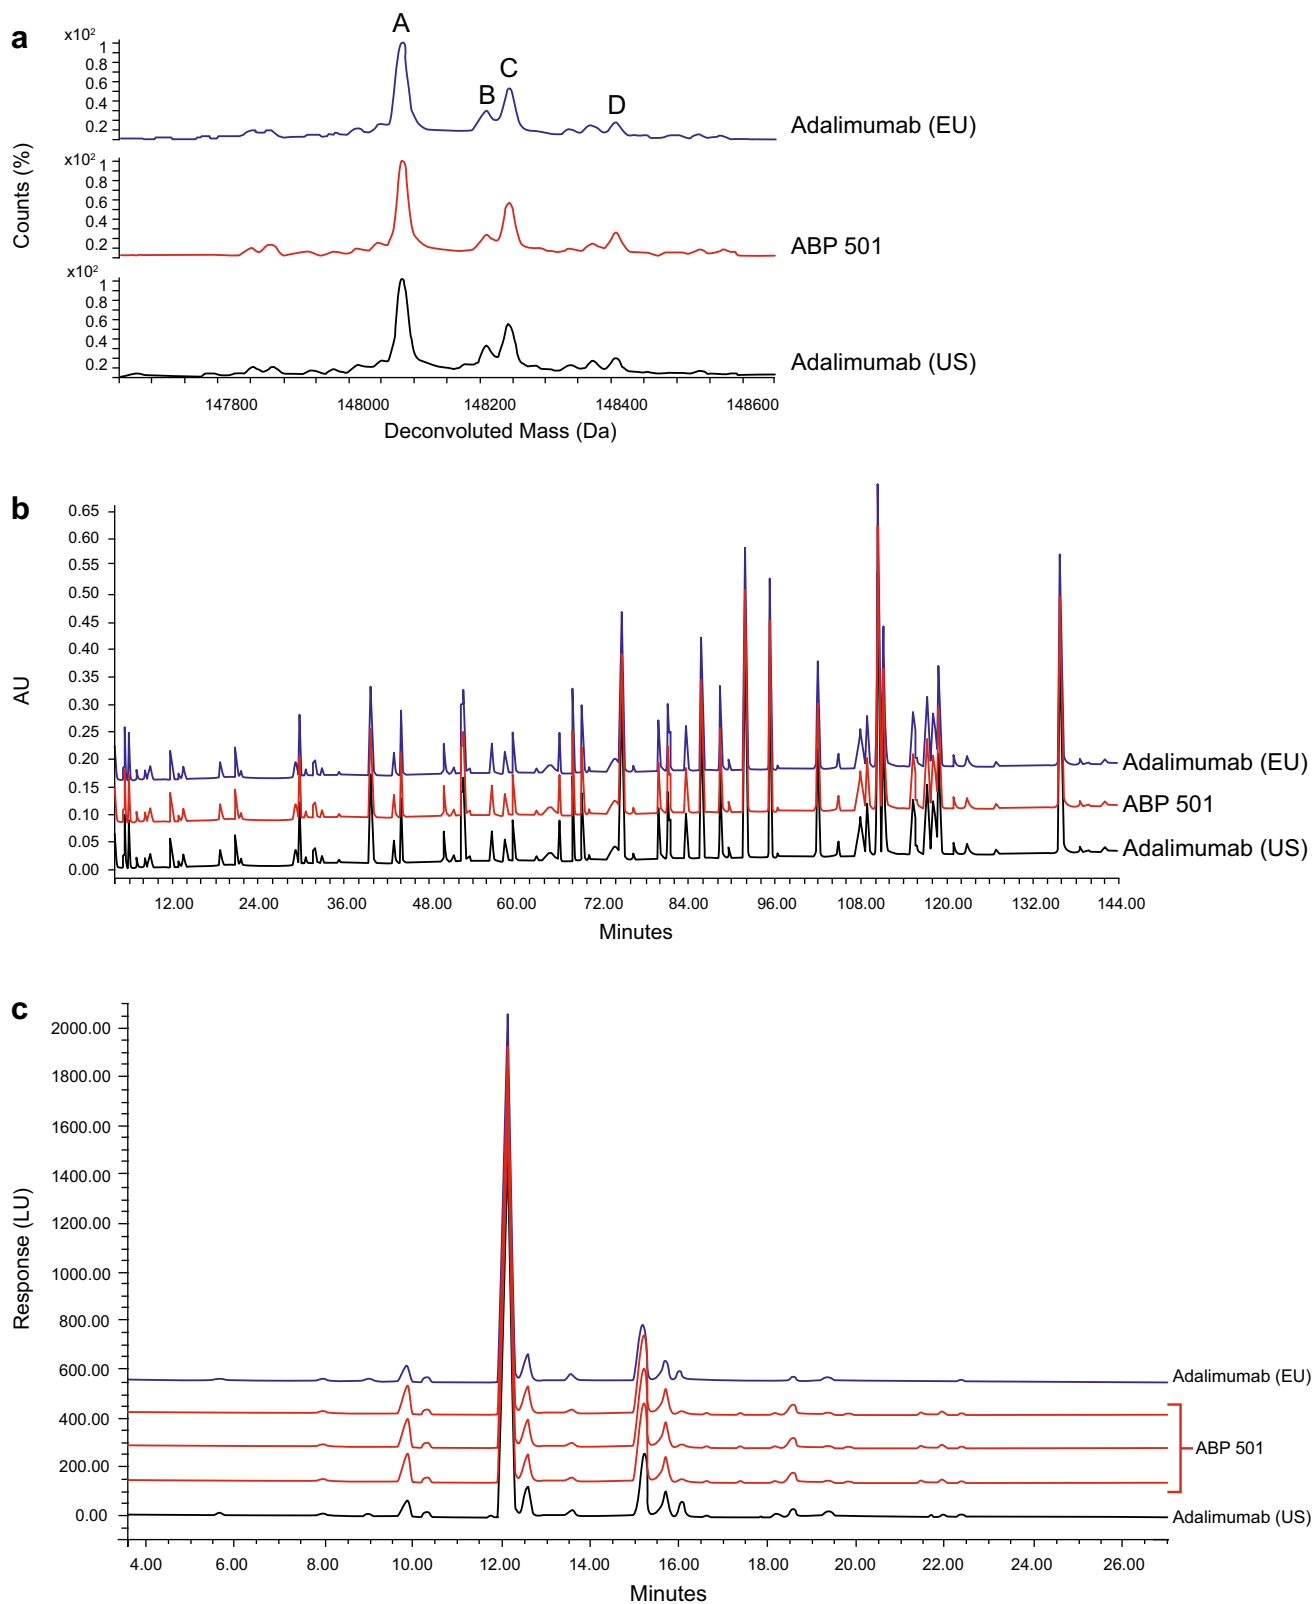 a
A
B
C
D
x10²
1
0.8
0.6
0.4
0.2
Adalimumab (EU)
x10²
1
0.8
0.6
0.4
0.2
ABP 501
x10²
1
0.8
0.6
0.4
0.2
Adalimumab (US)
Counts (%)
147800 148000 148200 148400 148600
Deconvoluted Mass (Da)
b
0.65
0.60
0.55
0.50
0.45
0.40
0.35
0.30
0.25
0.20
0.15
0.10
0.05
0.00
AU
Adalimumab (EU)
ABP 501
Adalimumab (US)
12.00 24.00 36.00 48.00 60.00 72.00 84.00 96.00 108.00 120.00 132.00 144.00
Minutes
c
2000.00
1800.00
1600.00
1400.00
1200.00
1000.00
800.00
600.00
400.00
200.00
0.00
Response (LU)
Adalimumab (EU)
ABP 501
Adalimumab (US)
4.00 6.00 8.00 10.00 12.00 14.00 16.00 18.00 20.00 22.00 24.00 26.00
Minutes